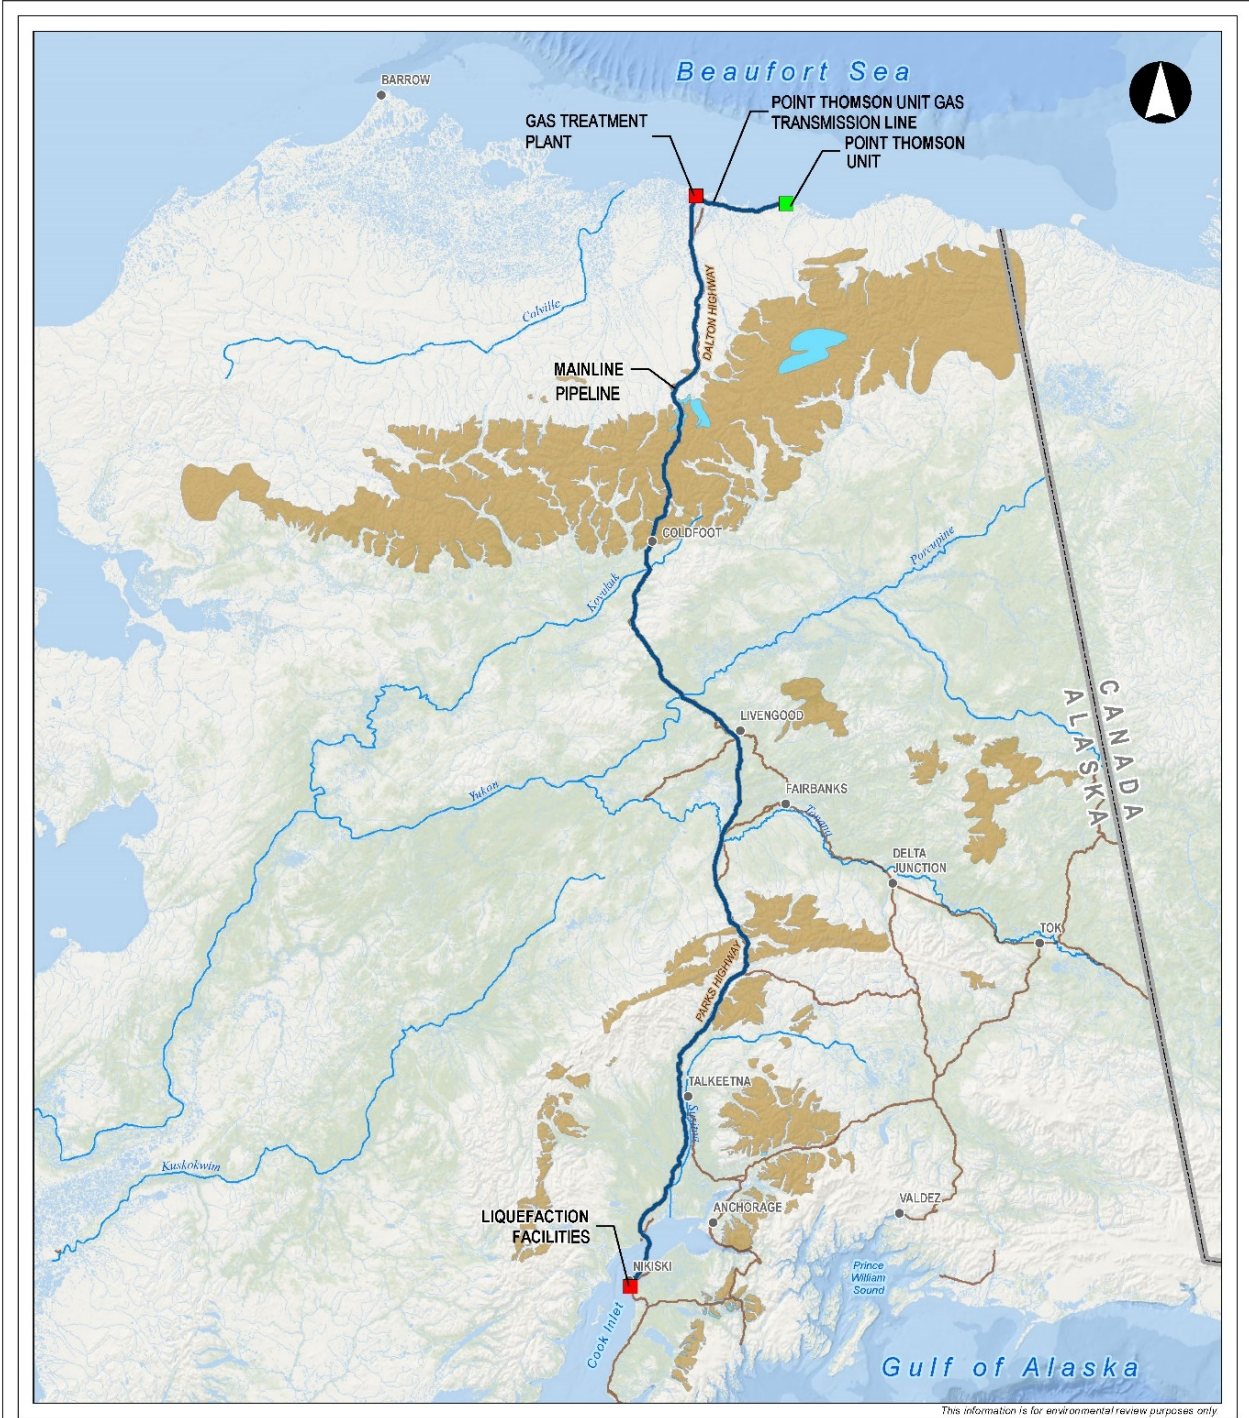 Beaufort Sea
BARROW
POINT THOMSON UNIT GAS
TRANSMISSION LINE
GAS TREATMENT
PLANT
POINT THOMSON
UNIT
DALTON HIGHWAY
Colville
MAINLINE
PIPELINE
COLDFOOT
Porcupine
Koyukuk
CANADA
ALASKA
LIVENGOOD
Yukon
FAIRBANKS
Tanana
DELTA
JUNCTION
TOK
PARKS HIGHWAY
TALKEETNA
Susitna
Kuskokwim
VALDEZ
ANCHORAGE
LIQUEFACTION
FACILITIES
NIKISKI
Prince
William
Sound
Cook Inlet
Gulf of Alaska
This information is for environmental review purposes only.